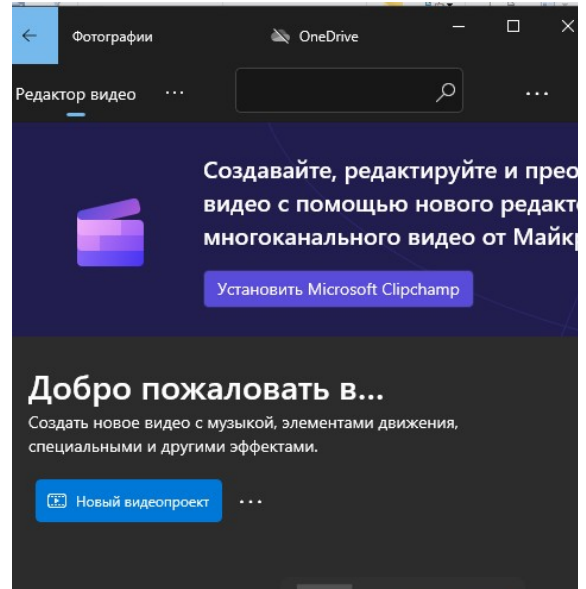 Фотографии
OneDrive
Редактор видео
Создавайте, редактируйте и прео
видео с помощью нового редакт
многоканального видео от Майк
Установить Microsoft Clipchamp
Добро пожаловать в...
Создать новое видео с музыкой, элементами движения,
специальными и другими эффектами.
Новый видеопроект